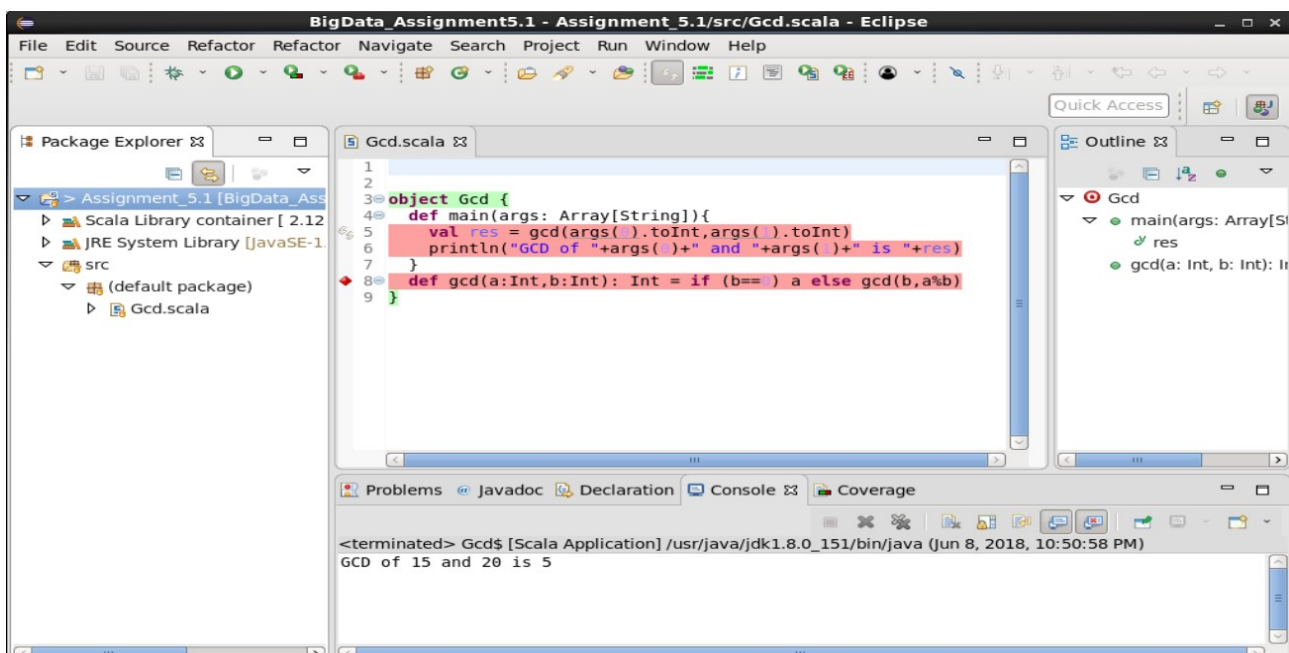 BigData_Assignment5.1 - Assignment_5.1/src/Gcd.scala - Eclipse
File Edit Source Refactor Refactor Navigate Search Project Run Window Help
Quick Access
Package Explorer
> Assignment_5.1 [BigData_Ass
Scala Library container [ 2.12
JRE System Library [JavaSE-1.
src
(default package)
Gcd.scala
Gcd.scala
1
2
3 object Gcd {
4 def main(args: Array[String]){
5 val res = gcd(args(0).toInt,args(1).toInt)
6 println("GCD of "+args(0)+" and "+args(1)+" is "+res)
7 }
8 def gcd(a:Int,b:Int): Int = if (b==0) a else gcd(b,a%b)
9 }
Outline
Gcd
main(args: Array[St
res
gcd(a: Int, b: Int): In
Problems Javadoc Declaration Console Coverage
<terminated> Gcd$ [Scala Application] /usr/java/jdk1.8.0_151/bin/java (Jun 8, 2018, 10:50:58 PM)
GCD of 15 and 20 is 5